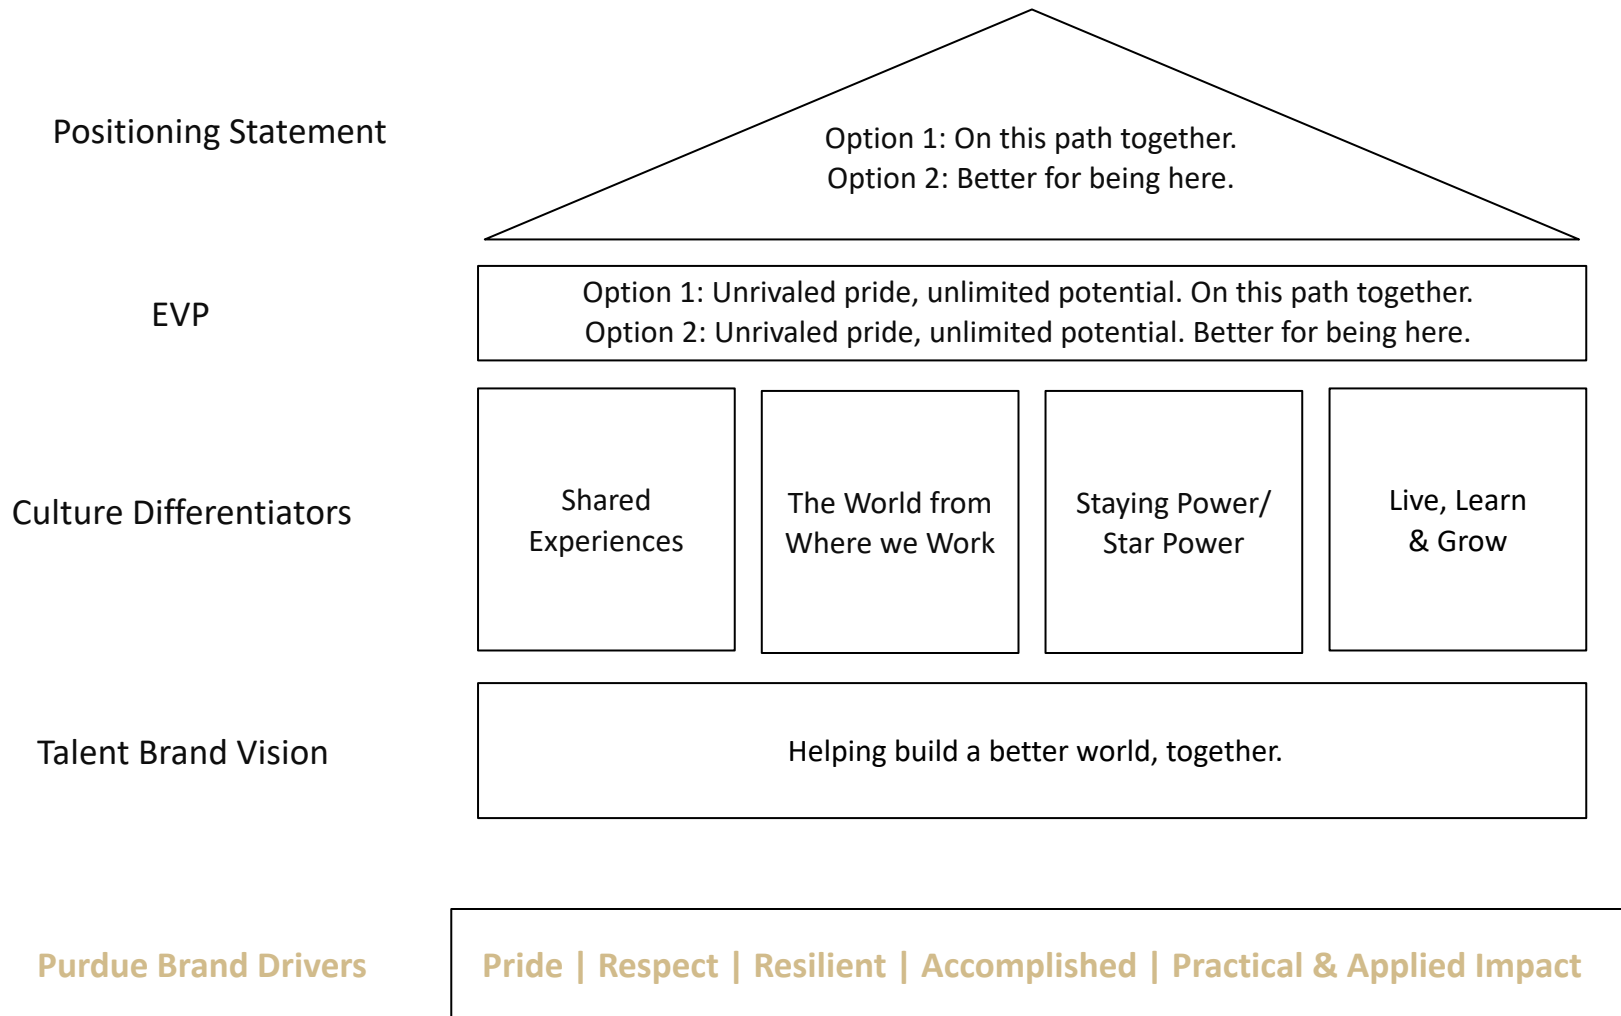 Positioning Statement
Option 1: On this path together.
Option 2: Better for being here.
EVP
Option 1: Unrivaled pride, unlimited potential. On this path together.
Option 2: Unrivaled pride, unlimited potential. Better for being here.
Culture Differentiators
Shared
Experiences
The World from
Where we Work
Staying Power/
Star Power
Live, Learn
& Grow
Talent Brand Vision
Helping build a better world, together.
Purdue Brand Drivers
Pride | Respect | Resilient | Accomplished | Practical & Applied Impact